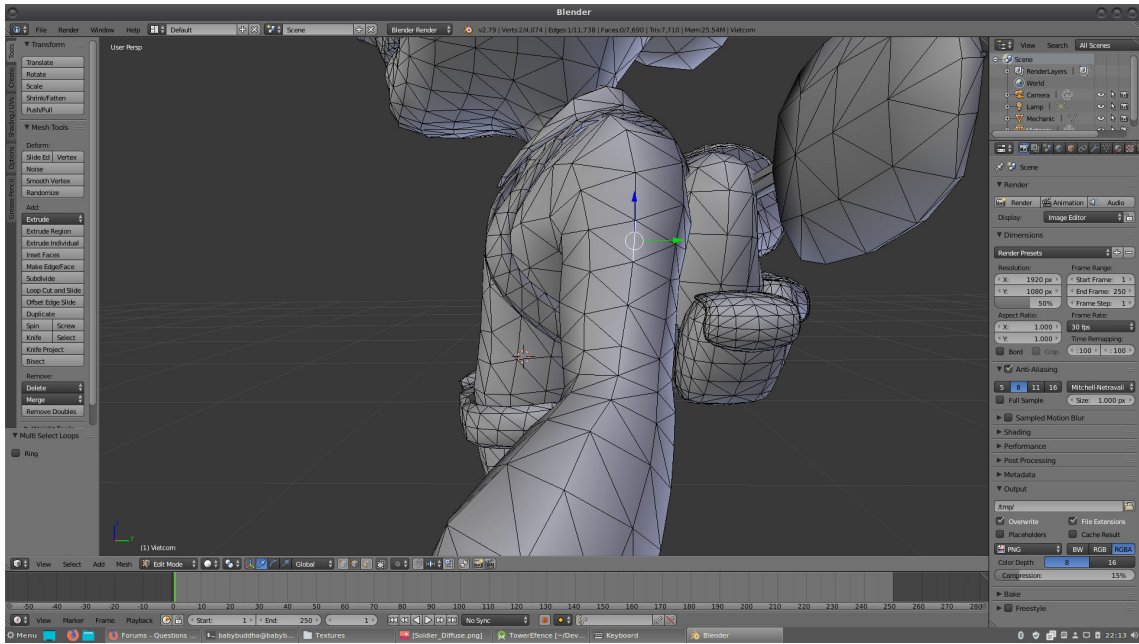 Blender
File Render Window Help Default Scene Blender Render v2.79 | Verts:2/4,074 | Edges:1/11,738 | Faces:0/7,690 | Tris:7,710 | Mem:25.54M | Vietcom
Tools
Create
Shading / UVs
Options
Grease Pencil
Transform
Translate
Rotate
Scale
Shrink/Fatten
Push/Pull
Mesh Tools
Deform:
Slide Ed Vertex
Noise
Smooth Vertex
Randomize
Add:
Extrude
Extrude Region
Extrude Individual
Inset Faces
Make Edge/Face
Subdivide
Loop Cut and Slide
Offset Edge Slide
Duplicate
Spin Screw
Knife Select
Knife Project
Bisect
Remove:
Delete
Merge
Remove Doubles
Multi Select Loops
Ring
User Persp
(1) Vietcom
View Select Add Mesh Edit Mode Global
View Search All Scenes
Scene
RenderLayers
World
Camera
Lamp
Mechanic
Scene
Render
Render Animation Audio
Display: Image Editor
Dimensions
Render Presets
Resolution: Frame Range:
X: 1920 px Start Frame: 1
Y: 1080 px End Frame: 250
50% Frame Step: 1
Aspect Ratio: Frame Rate:
X: 1.000 30 fps
Y: 1.000 Time Remapping:
Bord Crop :100 :100
Anti-Aliasing
5 8 11 16 Mitchell-Netravali
Full Sample Size: 1.000 px
Sampled Motion Blur
Shading
Performance
Post Processing
Metadata
Output
/tmp/
Overwrite File Extensions
Placeholders Cache Result
PNG BW RGB RGBA
Color Depth: 8 16
Compression: 15%
Bake
Freestyle
-50 -40 -30 -20 -10 0 10 20 30 40 50 60 70 80 90 100 110 120 130 140 150 160 170 180 190 200 210 220 230 240 250 260 270 280
View Marker Frame Playback Start: 1 End: 250 1 No Sync
Menu Forums - Questions ... babybuddha@babyb... Textures [Soldier_Diffuse.png] TowerEfence [~/Dev... Keyboard Blender 22:13